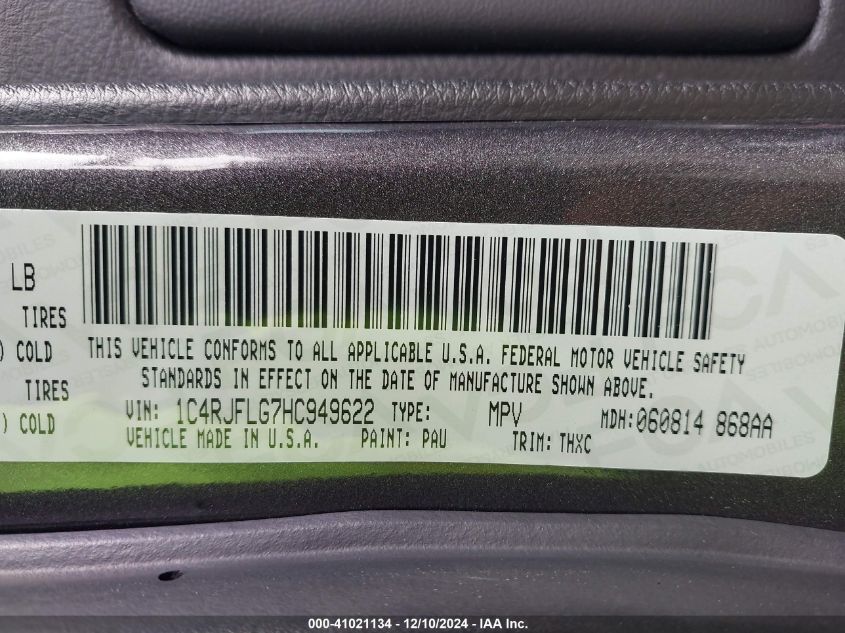 LB
TIRES
) COLD
TIRES
) COLD
THIS VEHICLE CONFORMS TO ALL APPLICABLE U.S.A. FEDERAL MOTOR VEHICLE SAFETY
STANDARDS IN EFFECT ON THE DATE OF MANUFACTURE SHOWN ABOVE.
VIN: 1C4RJFLG7HC949622 TYPE: MPV MDH:060814 868AA
VEHICLE MADE IN U.S.A. PAINT: PAU TRIM: THXC
000-41021134 - 12/10/2024 - IAA Inc.